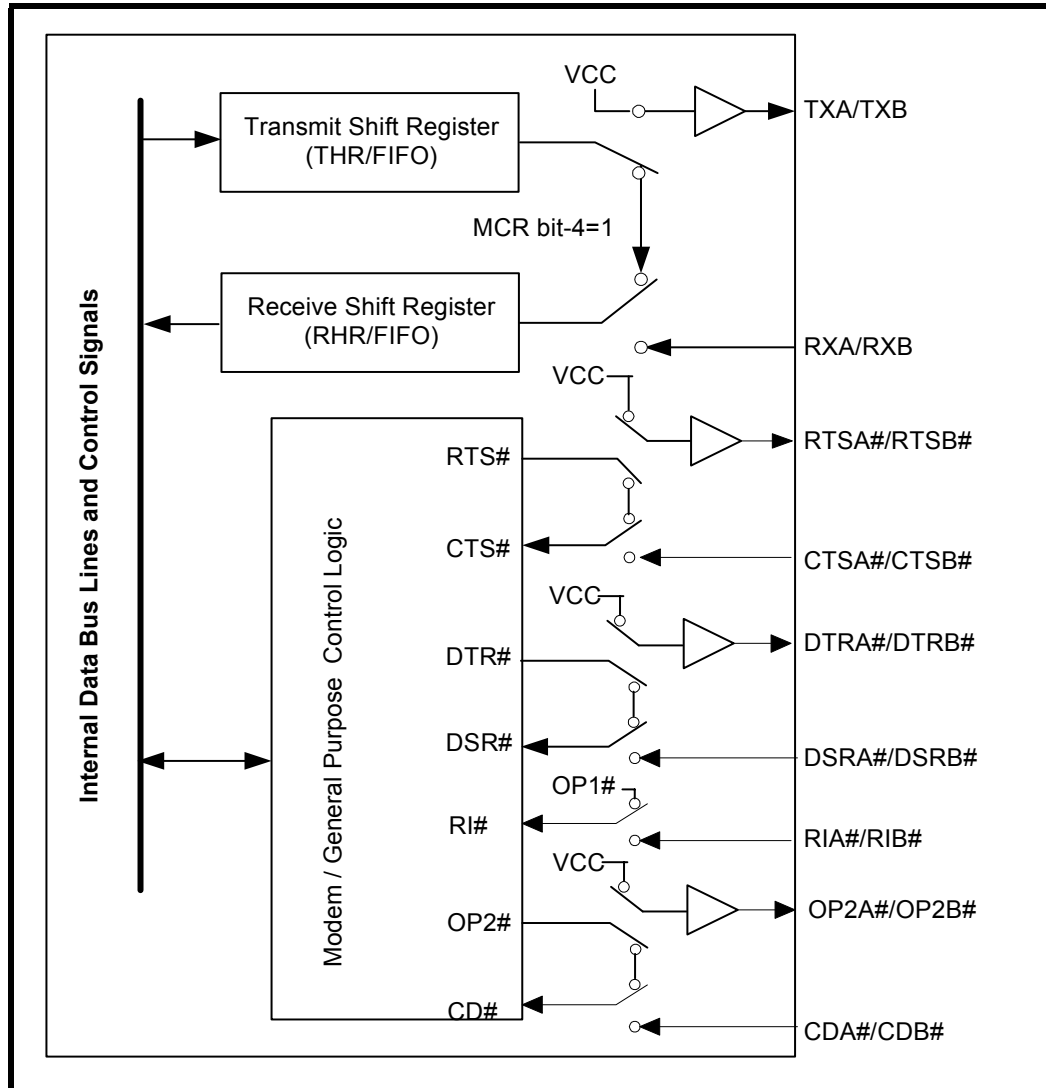 VCC
TXA/TXB
Transmit Shift Register
(THR/FIFO)
MCR bit-4=1
Receive Shift Register
(RHR/FIFO)
RXA/RXB
VCC
RTSA#/RTSB#
RTS#
CTS#
CTSA#/CTSB#
VCC
DTRA#/DTRB#
DTR#
DSR#
DSRA#/DSRB#
OP1#
RI#
RIA#/RIB#
VCC
OP2A#/OP2B#
OP2#
CD#
CDA#/CDB#
Internal Data Bus Lines and Control Signals
Modem / General Purpose Control Logic